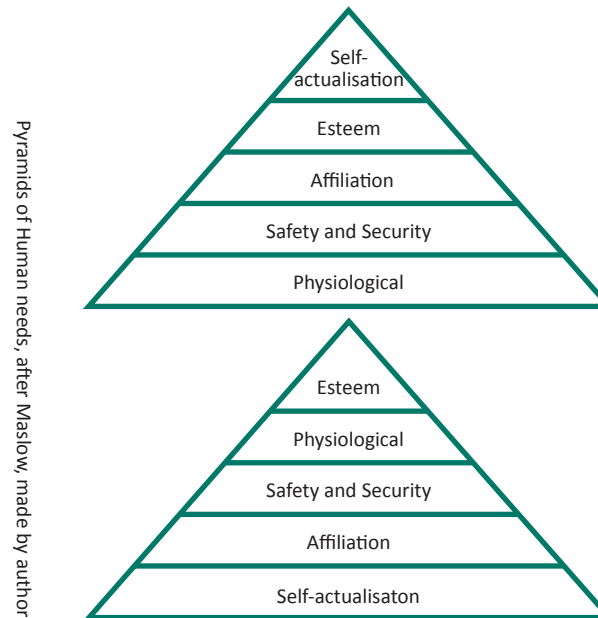 Self-
actualisation
Esteem
Affiliation
Safety and Security
Physiological
Esteem
Physiological
Safety and Security
Affiliation
Self-actualisaton
Pyramids of Human needs, after Maslow, made by author